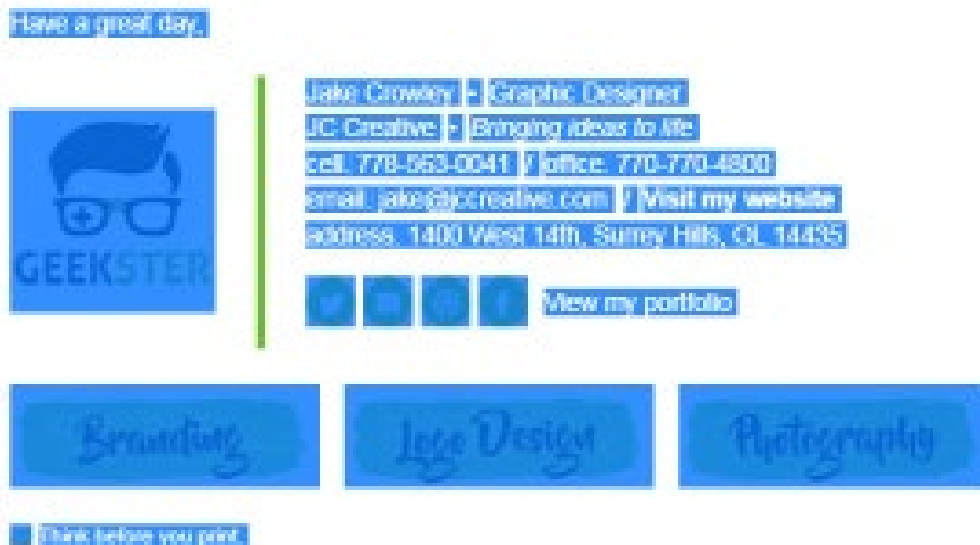 Have a great day,
Jake Crowley • Graphic Designer
JC Creative • Bringing ideas to life
cell. 778-553-0041 / office. 770-770-4800
email. jake@jccreative.com / Visit my website
address. 1400 West 14th, Surrey Hills, OL 14435
GEEKSTER
View my portfolio
Branding Logo Design Photography
Think before you print.